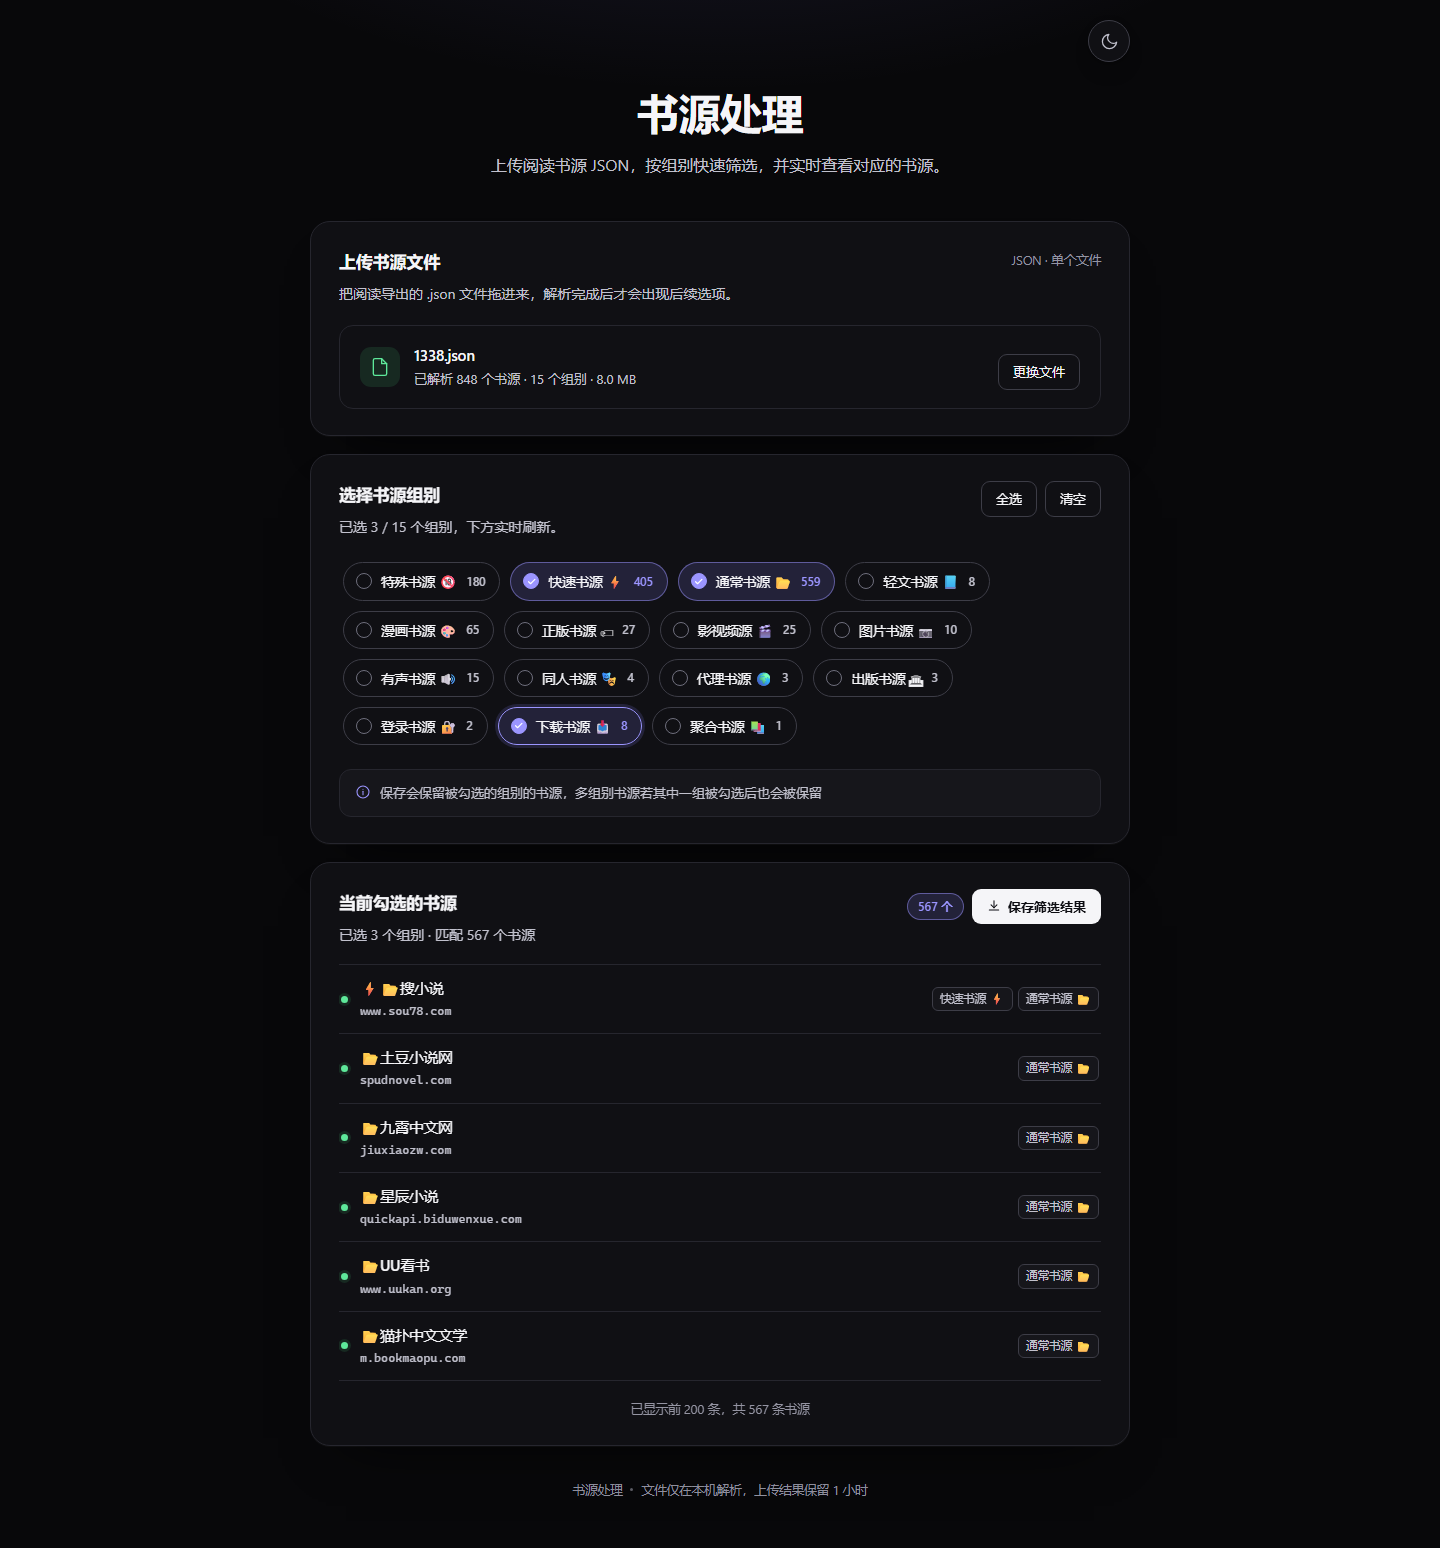 书源处理
上传阅读书源 JSON，按组别快速筛选，并实时查看对应的书源。
上传书源文件
JSON · 单个文件
把阅读导出的 .json 文件拖进来，解析完成后才会出现后续选项。
1338.json
已解析 848 个书源 · 15 个组别 · 8.0 MB
更换文件
选择书源组别
全选
清空
已选 3 / 15 个组别，下方实时刷新。
特殊书源 🔞 180
快速书源 ⚡ 405
通常书源 📂 559
轻文书源 📘 8
漫画书源 🎨 65
正版书源 🏷 27
影视频源 🎬 25
图片书源 📷 10
有声书源 🔊 15
同人书源 🎭 4
代理书源 🌍 3
出版书源 🖨 3
登录书源 🔐 2
下载书源 📥 8
聚合书源 📚 1
保存会保留被勾选的组别的书源，多组别书源若其中一组被勾选后也会被保留
当前勾选的书源
567 个
保存筛选结果
已选 3 个组别 · 匹配 567 个书源
⚡ 📂搜小说
快速书源 ⚡
通常书源 📂
www.sou78.com
📂土豆小说网
通常书源 📂
spudnovel.com
📂九霄中文网
通常书源 📂
jiuxiaozw.com
📂星辰小说
通常书源 📂
quickapi.biduwenxue.com
📂UU看书
通常书源 📂
www.uukan.org
📂猫扑中文文学
通常书源 📂
m.bookmaopu.com
已显示前 200 条，共 567 条书源
书源处理 • 文件仅在本机解析，上传结果保留 1 小时